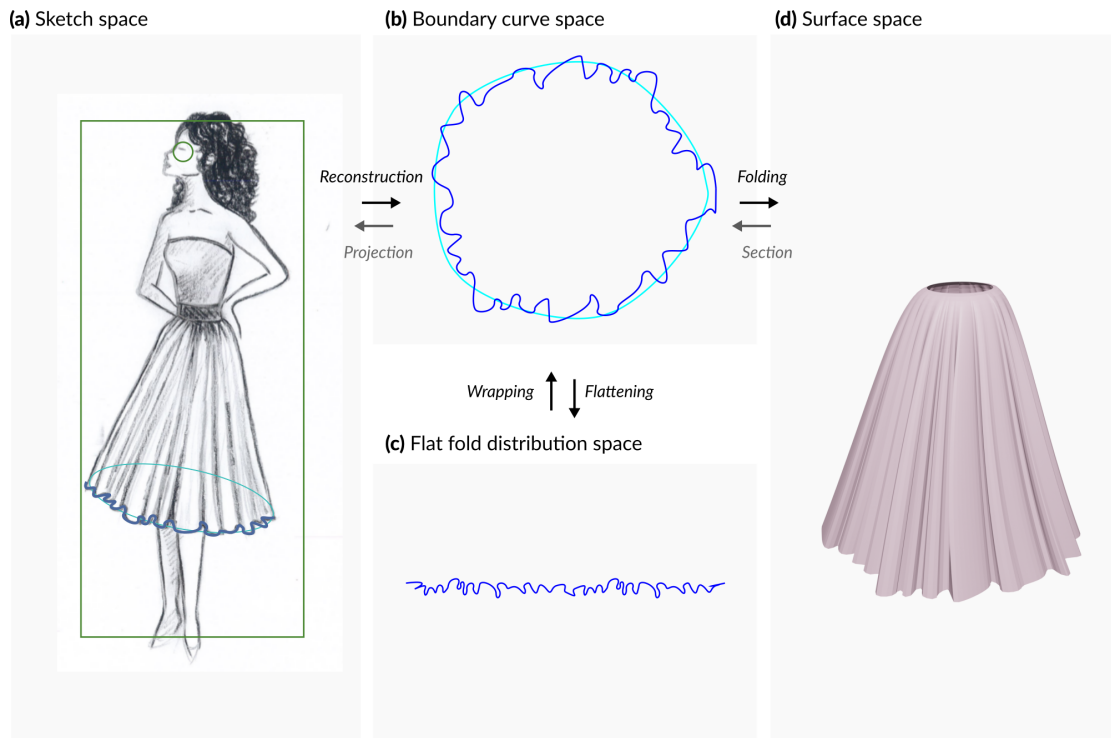 (a) Sketch space
(b) Boundary curve space
(d) Surface space
Reconstruction
Projection
Folding
Section
Wrapping
Flattening
(c) Flat fold distribution space